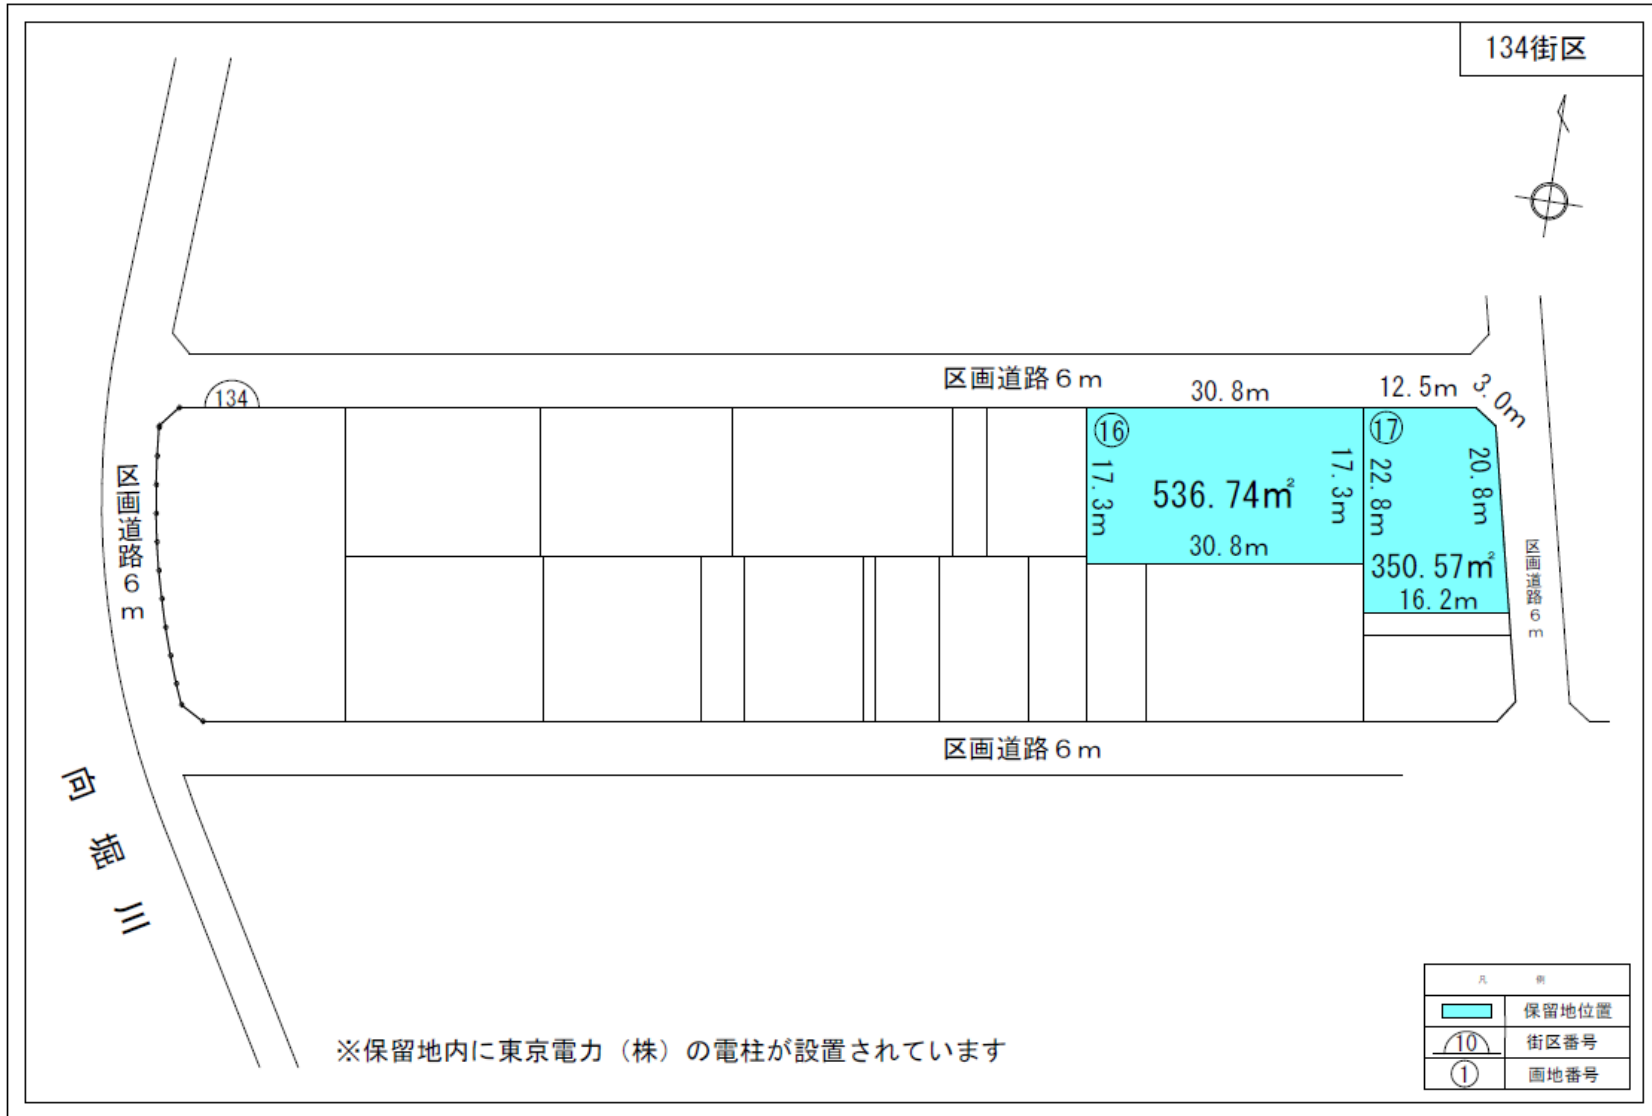 134街区
区画道路6m
134
30.8m
12.5m
3.0m
16
17
17.3m
536.74㎡
17.3m
22.8m
20.8m
30.8m
350.57㎡
16.2m
区画道路6m
区画道路6m
区画道路6m
向堀川
※保留地内に東京電力（株）の電柱が設置されています
凡例
保留地位置
10 街区番号
1 画地番号